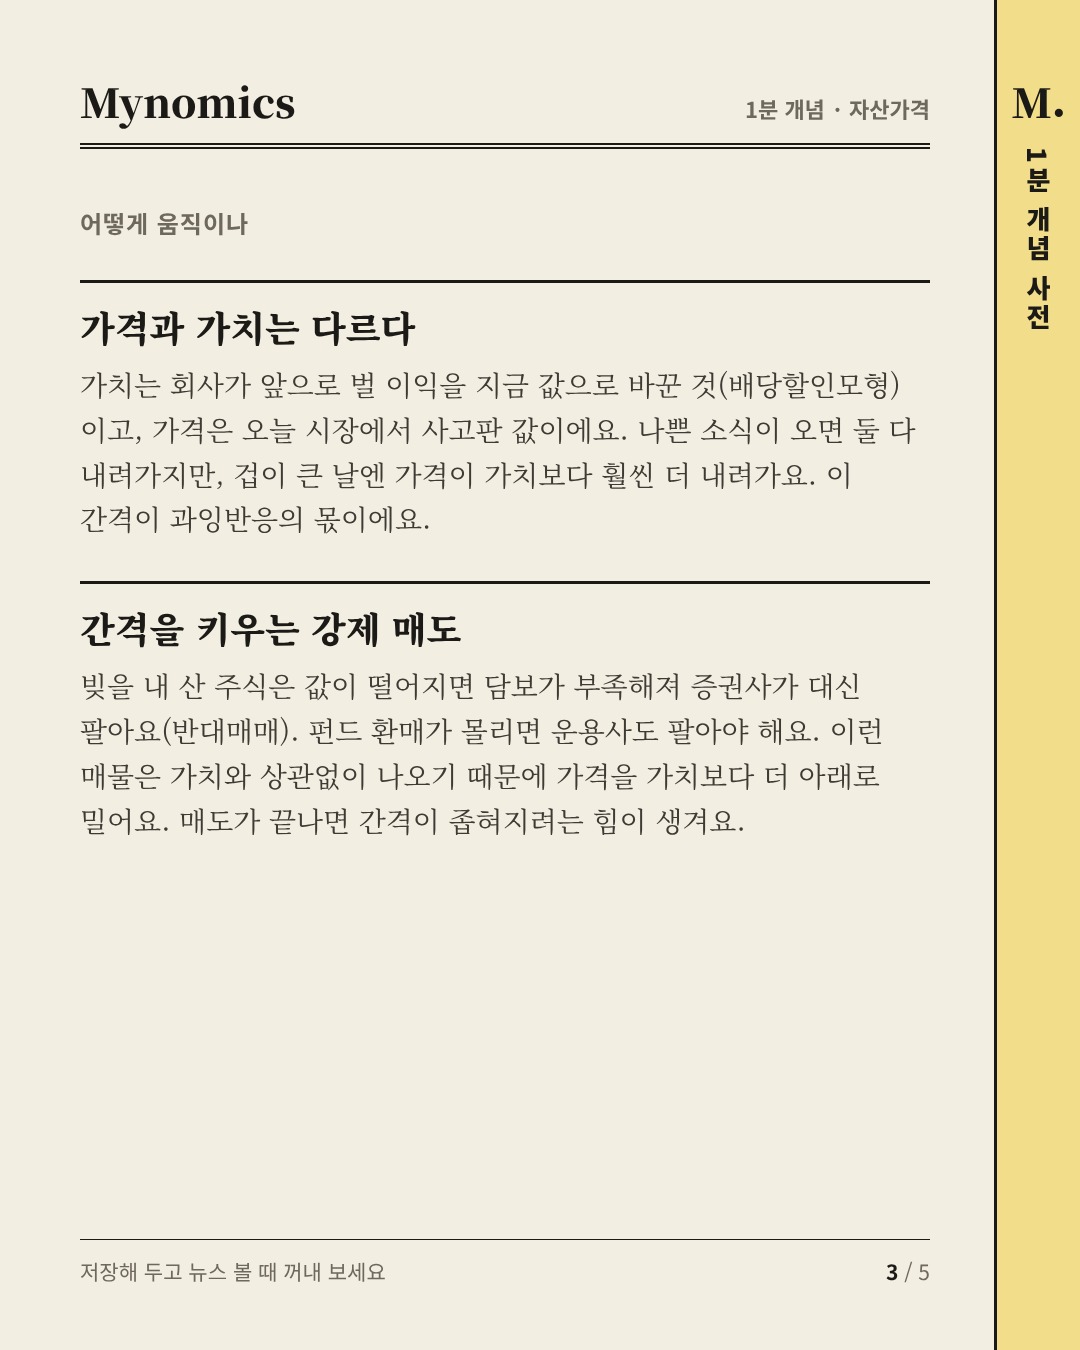 Mynomics
1분 개념 · 자산가격
M.
1분 개념 사전
어떻게 움직이나
가격과 가치는 다르다
가치는 회사가 앞으로 벌 이익을 지금 값으로 바꾼 것(배당할인모형)
이고, 가격은 오늘 시장에서 사고판 값이에요. 나쁜 소식이 오면 둘 다
내려가지만, 겁이 큰 날엔 가격이 가치보다 훨씬 더 내려가요. 이
간격이 과잉반응의 몫이에요.
간격을 키우는 강제 매도
빚을 내 산 주식은 값이 떨어지면 담보가 부족해져 증권사가 대신
팔아요(반대매매). 펀드 환매가 몰리면 운용사도 팔아야 해요. 이런
매물은 가치와 상관없이 나오기 때문에 가격을 가치보다 더 아래로
밀어요. 매도가 끝나면 간격이 좁혀지려는 힘이 생겨요.
저장해 두고 뉴스 볼 때 꺼내 보세요
3 / 5